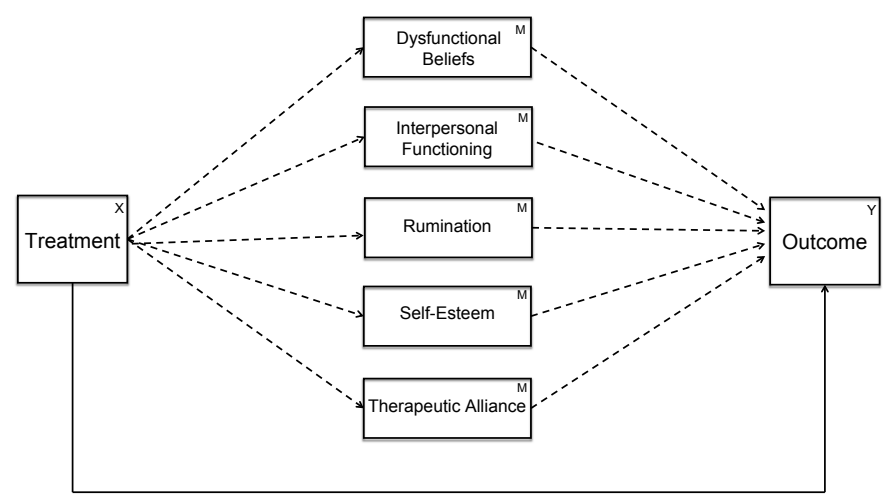 M
Dysfunctional
Beliefs
M
Interpersonal
Functioning
X
Treatment
M
Rumination
Y
Outcome
M
Self-Esteem
M
Therapeutic Alliance